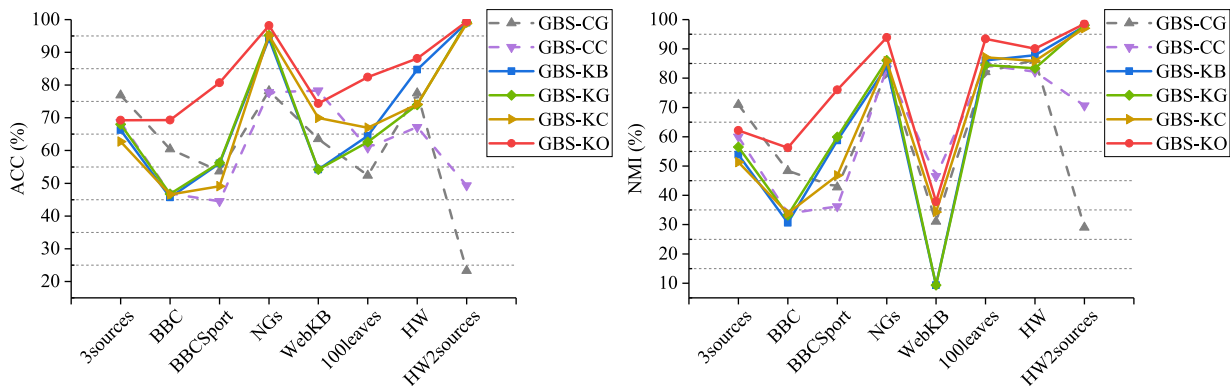 ACC (%)
100
90
80
70
60
50
40
30
20
3sources
BBC
BBCSport
NGs
WebKB
100leaves
HW
HW2sources
GBS-CG
GBS-CC
GBS-KB
GBS-KG
GBS-KC
GBS-KO
NMI (%)
100
90
80
70
60
50
40
30
20
10
3sources
BBC
BBCSport
NGs
WebKB
100leaves
HW
HW2sources
GBS-CG
GBS-CC
GBS-KB
GBS-KG
GBS-KC
GBS-KO